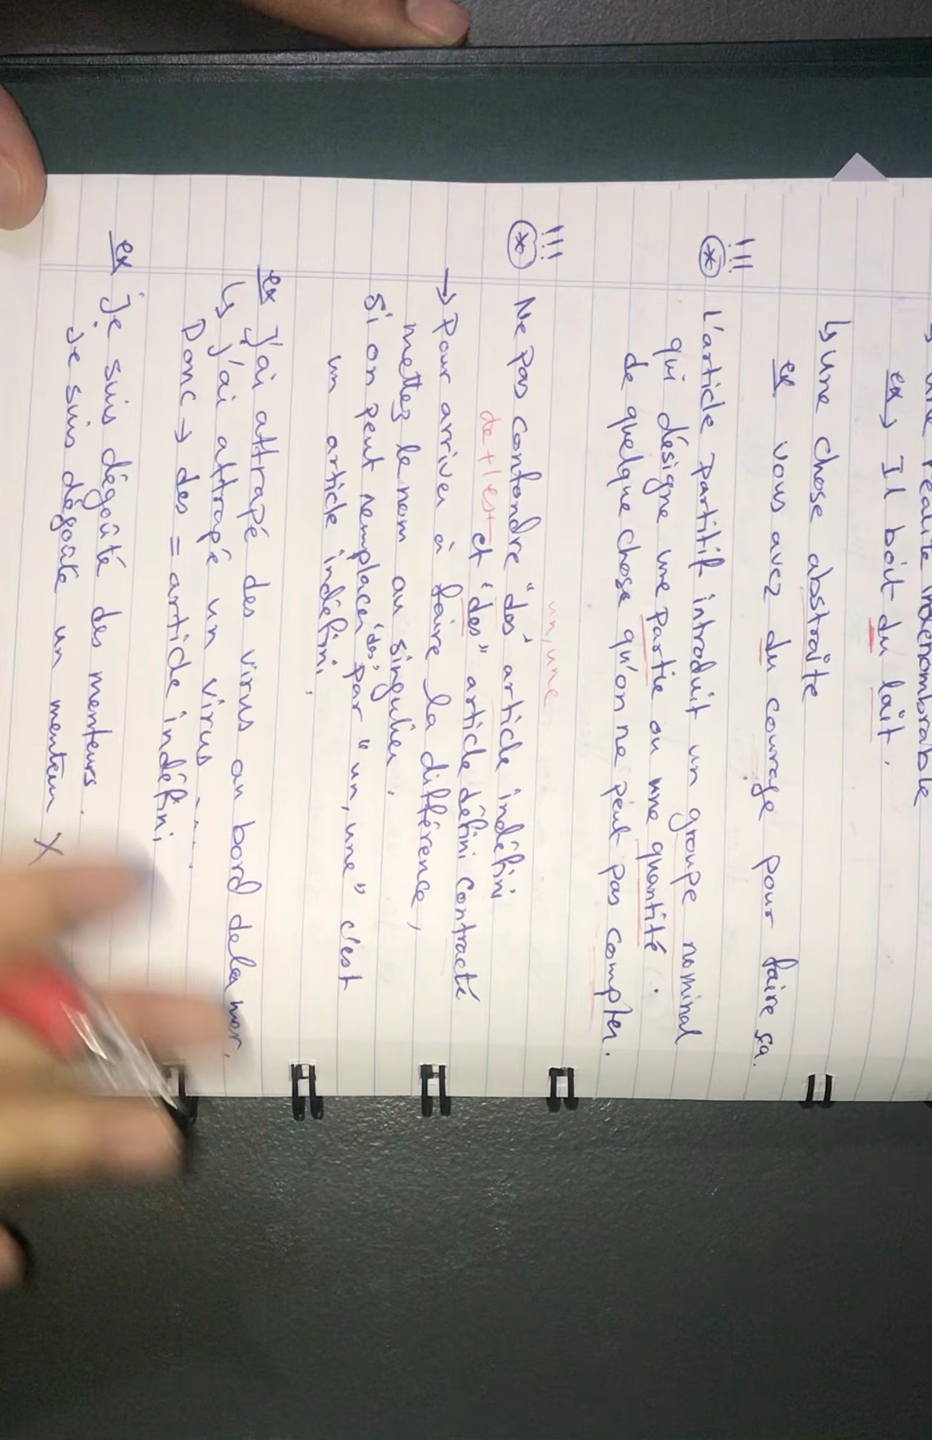 une réalité indénombrable
ex) Il boit du lait.
↳ une chose abstraite
ex vous avez du courage pour faire ça.
!!!
* L'article partitif introduit un groupe nominal
qui désigne une partie ou une quantité.
de quelque chose qu'on ne peut pas compter.
un, une
!!!
* Ne pas confondre "des" article indéfini
de + les → et "des" article défini contracté
→ Pour arriver à faire la différence,
mettez le nom au singulier.
Si on peut remplacer "des" par "un, une" c'est
un article indéfini.
ex j'ai attrapé des virus au bord de la mer.
↳ j'ai attrapé un virus ....
Donc → des = article indéfini
ex je suis dégoûté des menteurs.
je suis dégoûté un menteur X